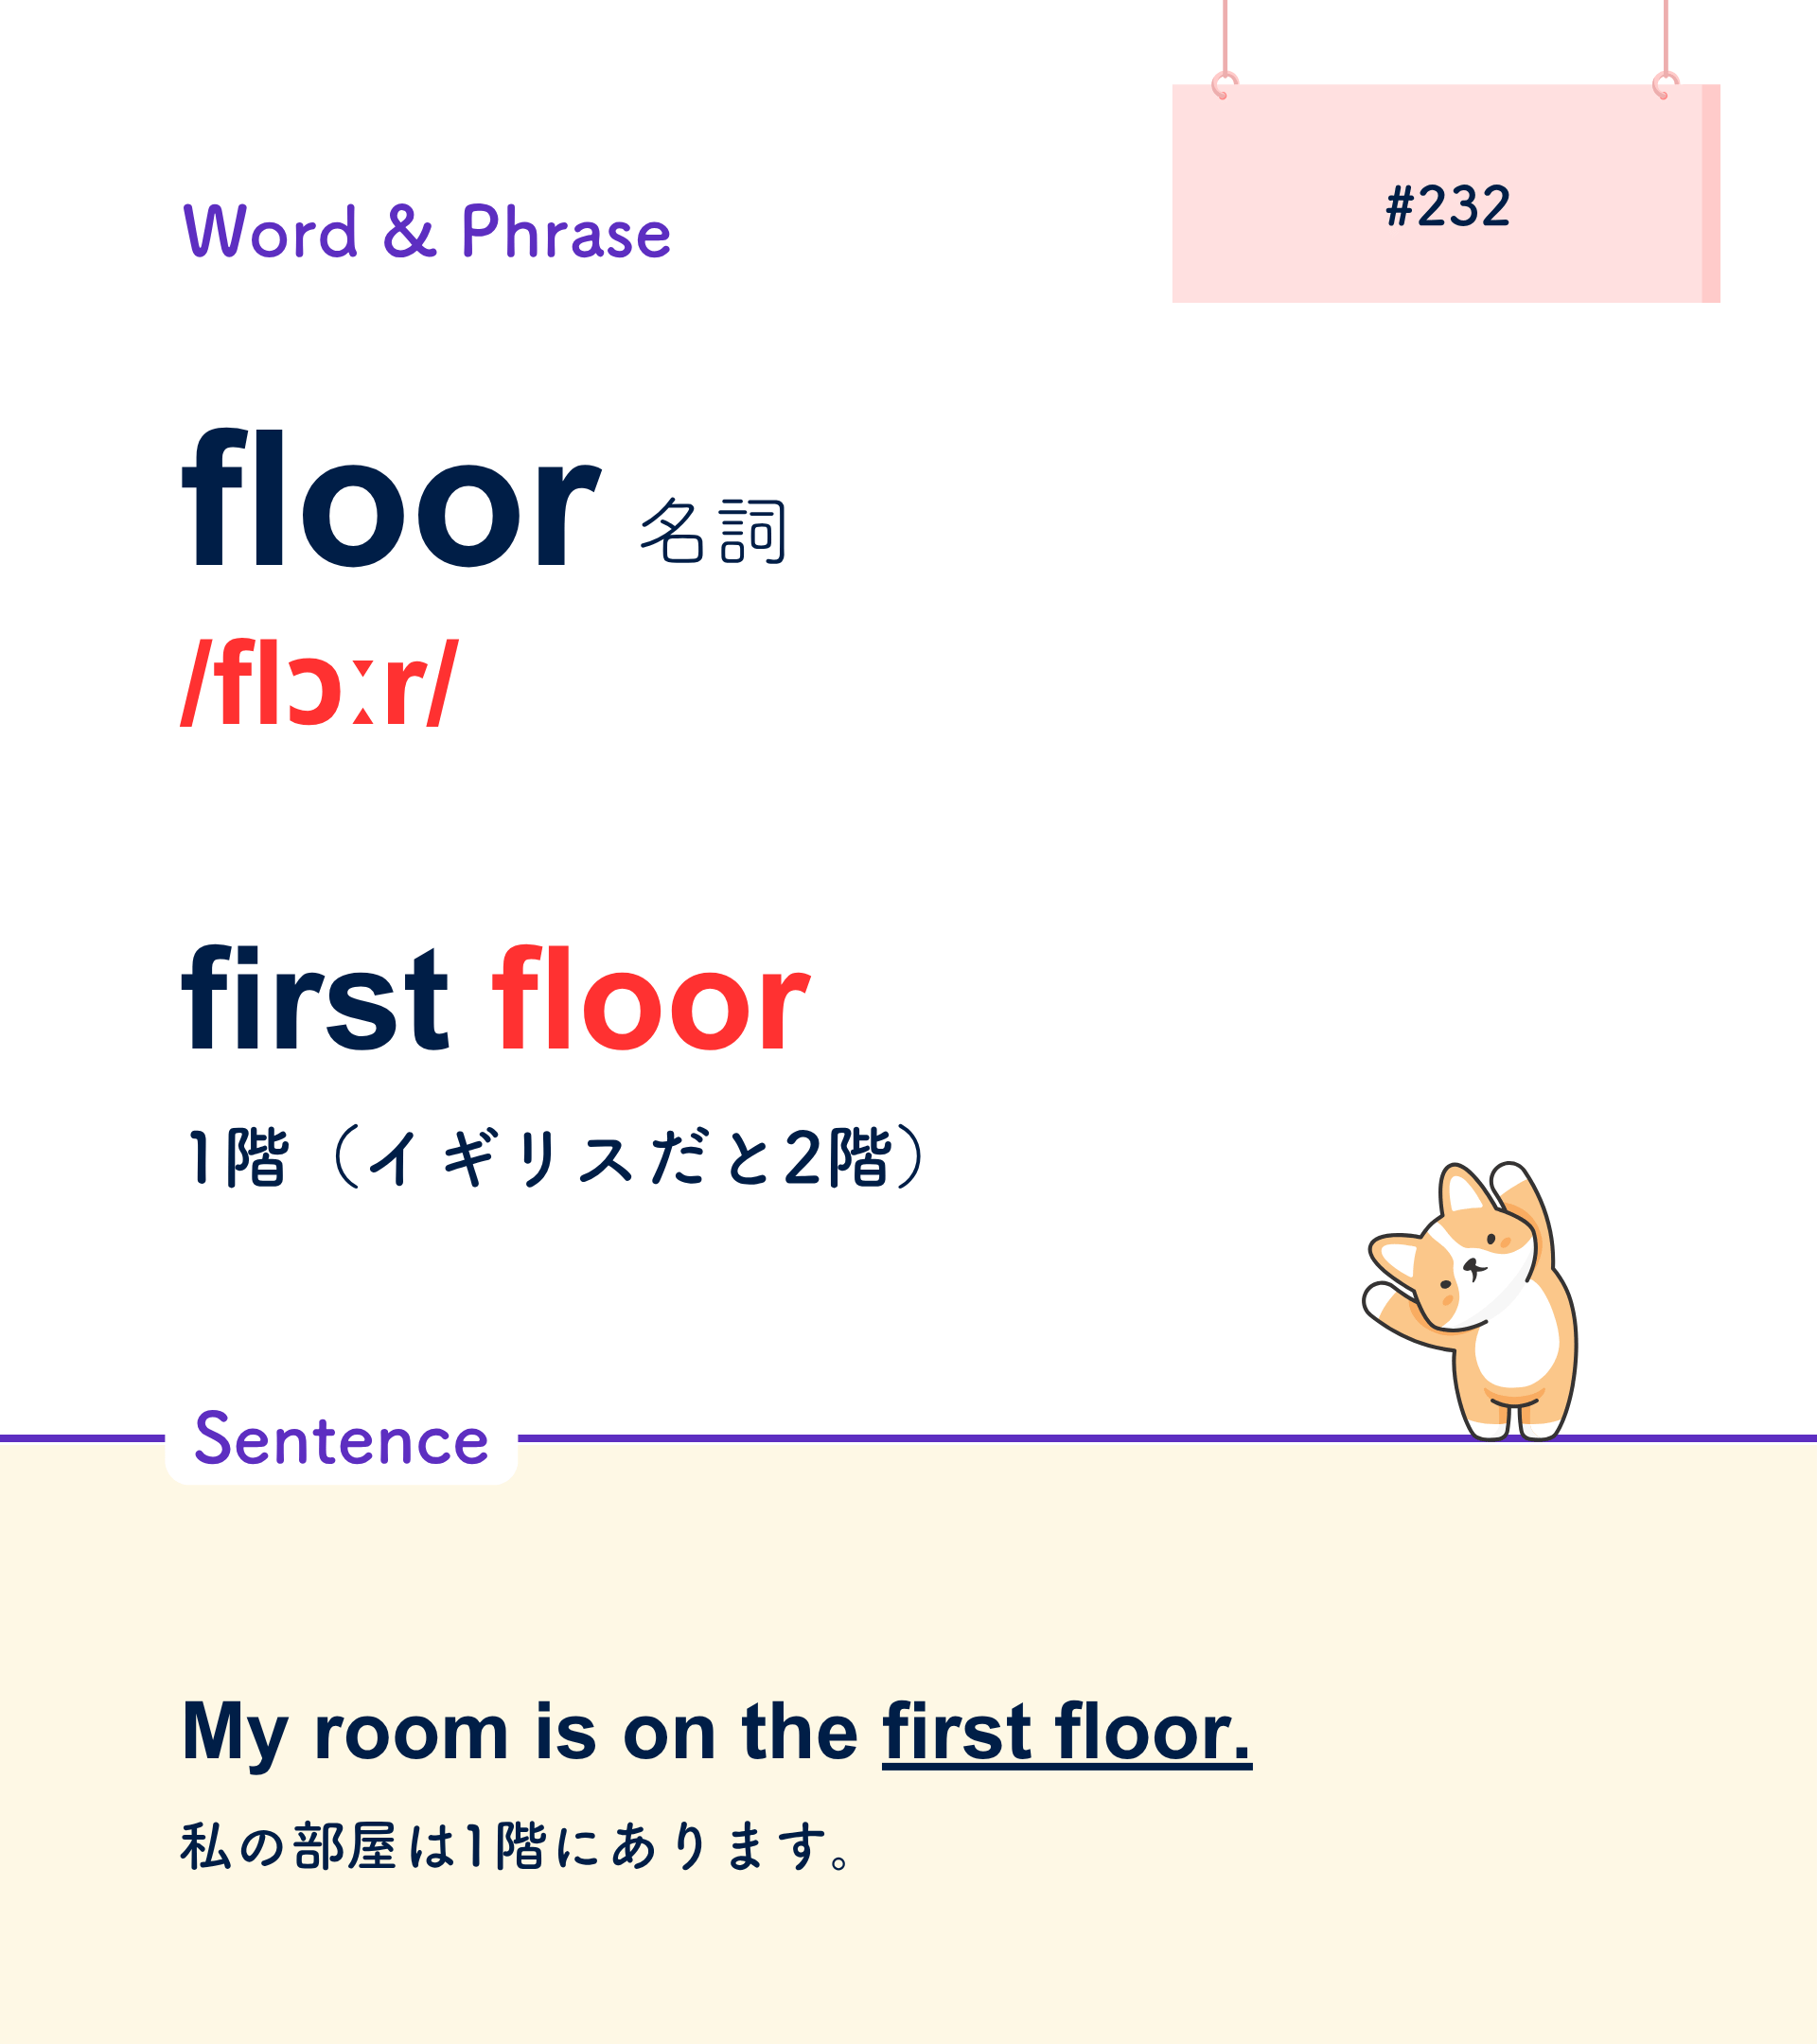 Word & Phrase
#232
floor 名詞
/flɔːr/
first floor
1階（イギリスだと2階）
Sentence
My room is on the first floor.
私の部屋は1階にあります。